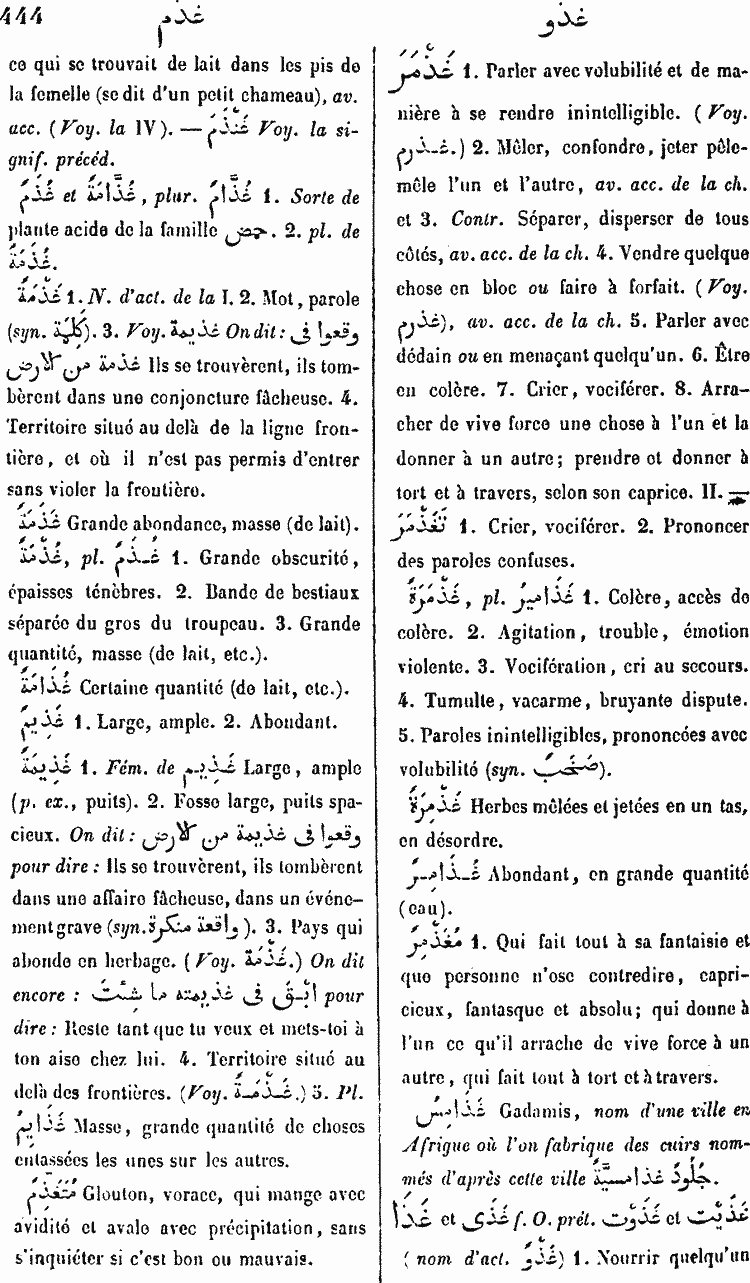 444 غذم
غذو
ce qui se trouvait de lait dans les pis de
la femelle (se dit d'un petit chameau), av.
acc. (Voy. la IV). — غُنْذُمٌ Voy. la si-
gnif. précéd.
غُذَّامٌ plur. غُذَّامَةٌ et غُذَمٌ 1. Sorte de
plante acide de la famille حمض. 2. pl. de
غُذْمَةٌ.
غَذْمَةٌ 1. N. d'act. de la I. 2. Mot, parole
(syn. كَلِمَة). 3. Voy. غذيمة On dit : وقعوا فى
غذمة من الارض Ils se trouvèrent, ils tom-
bèrent dans une conjoncture fâcheuse. 4.
Territoire situé au delà de la ligne fron-
tière, et où il n'est pas permis d'entrer
sans violer la frontière.
غَذَمَةٌ Grande abondance, masse (de lait).
غُذْمَةٌ, pl. غُذَمٌ 1. Grande obscurité,
épaisses ténèbres. 2. Bande de bestiaux
séparée du gros du troupeau. 3. Grande
quantité, masse (de lait, etc.).
غُذَامَةٌ Certaine quantité (de lait, etc.).
غَذِيمٌ 1. Large, ample. 2. Abondant.
غَذِيمَةٌ 1. Fém. de غَذِيم Large, ample
(p. ex., puits). 2. Fosse large, puits spa-
cieux. On dit : وقعوا فى غذيمة من الارض
pour dire : Ils se trouvèrent, ils tombèrent
dans une affaire fâcheuse, dans un événe-
ment grave (syn. واقعة منكرة). 3. Pays qui
abonde en herbage. (Voy. غُذْمَة.) On dit
encore : ابْقَ فى غذيمته ما شئتَ pour
dire : Reste tant que tu veux et mets-toi à
ton aise chez lui. 4. Territoire situé au
delà des frontières. (Voy. غَذْمَة.) 5. Pl.
غَذَايِمُ Masse, grande quantité de choses
entassées les unes sur les autres.
مُتَغَذِّمٌ Glouton, vorace, qui mange avec
avidité et avale avec précipitation, sans
s'inquiéter si c'est bon ou mauvais.
غَذْمَرَ 1. Parler avec volubilité et de ma-
nière à se rendre inintelligible. (Voy.
غذرم.) 2. Mêler, confondre, jeter pêle-
mêle l'un et l'autre, av. acc. de la ch.
et 3. Contr. Séparer, disperser de tous
côtés, av. acc. de la ch. 4. Vendre quelque
chose en bloc ou faire à forfait. (Voy.
غذرم), av. acc. de la ch. 5. Parler avec
dédain ou en menaçant quelqu'un. 6. Être
en colère. 7. Crier, vociférer. 8. Arra-
cher de vive force une chose à l'un et la
donner à un autre; prendre et donner à
tort et à travers, selon son caprice. II. —
تَغَذْمَرَ 1. Crier, vociférer. 2. Prononcer
des paroles confuses.
غَذْمَرَةٌ, pl. غَذَامِيرُ 1. Colère, accès de
colère. 2. Agitation, trouble, émotion
violente. 3. Vocifération, cri au secours.
4. Tumulte, vacarme, bruyante dispute.
5. Paroles inintelligibles, prononcées avec
volubilité (syn. صَخَب).
غَذْمِرَةٌ Herbes mêlées et jetées en un tas,
en désordre.
غُذَامِرٌ Abondant, en grande quantité
(eau).
مُغَذْمِرٌ 1. Qui fait tout à sa fantaisie et
que personne n'ose contredire, capri-
cieux, fantasque et absolu; qui donne à
l'un ce qu'il arrache de vive force à un
autre, qui fait tout à tort et à travers.
غَذَامِسُ Gadamis, nom d'une ville en
Afrique où l'on fabrique des cuirs nom-
més d'après cette ville جُلُودٌ غذامسيَّةٌ.
غَذَا et غَذَى f. O. prét. غَذَوْتُ et غَذَيْتُ
(nom d'act. غَذْوٌ) 1. Nourrir quelqu'un